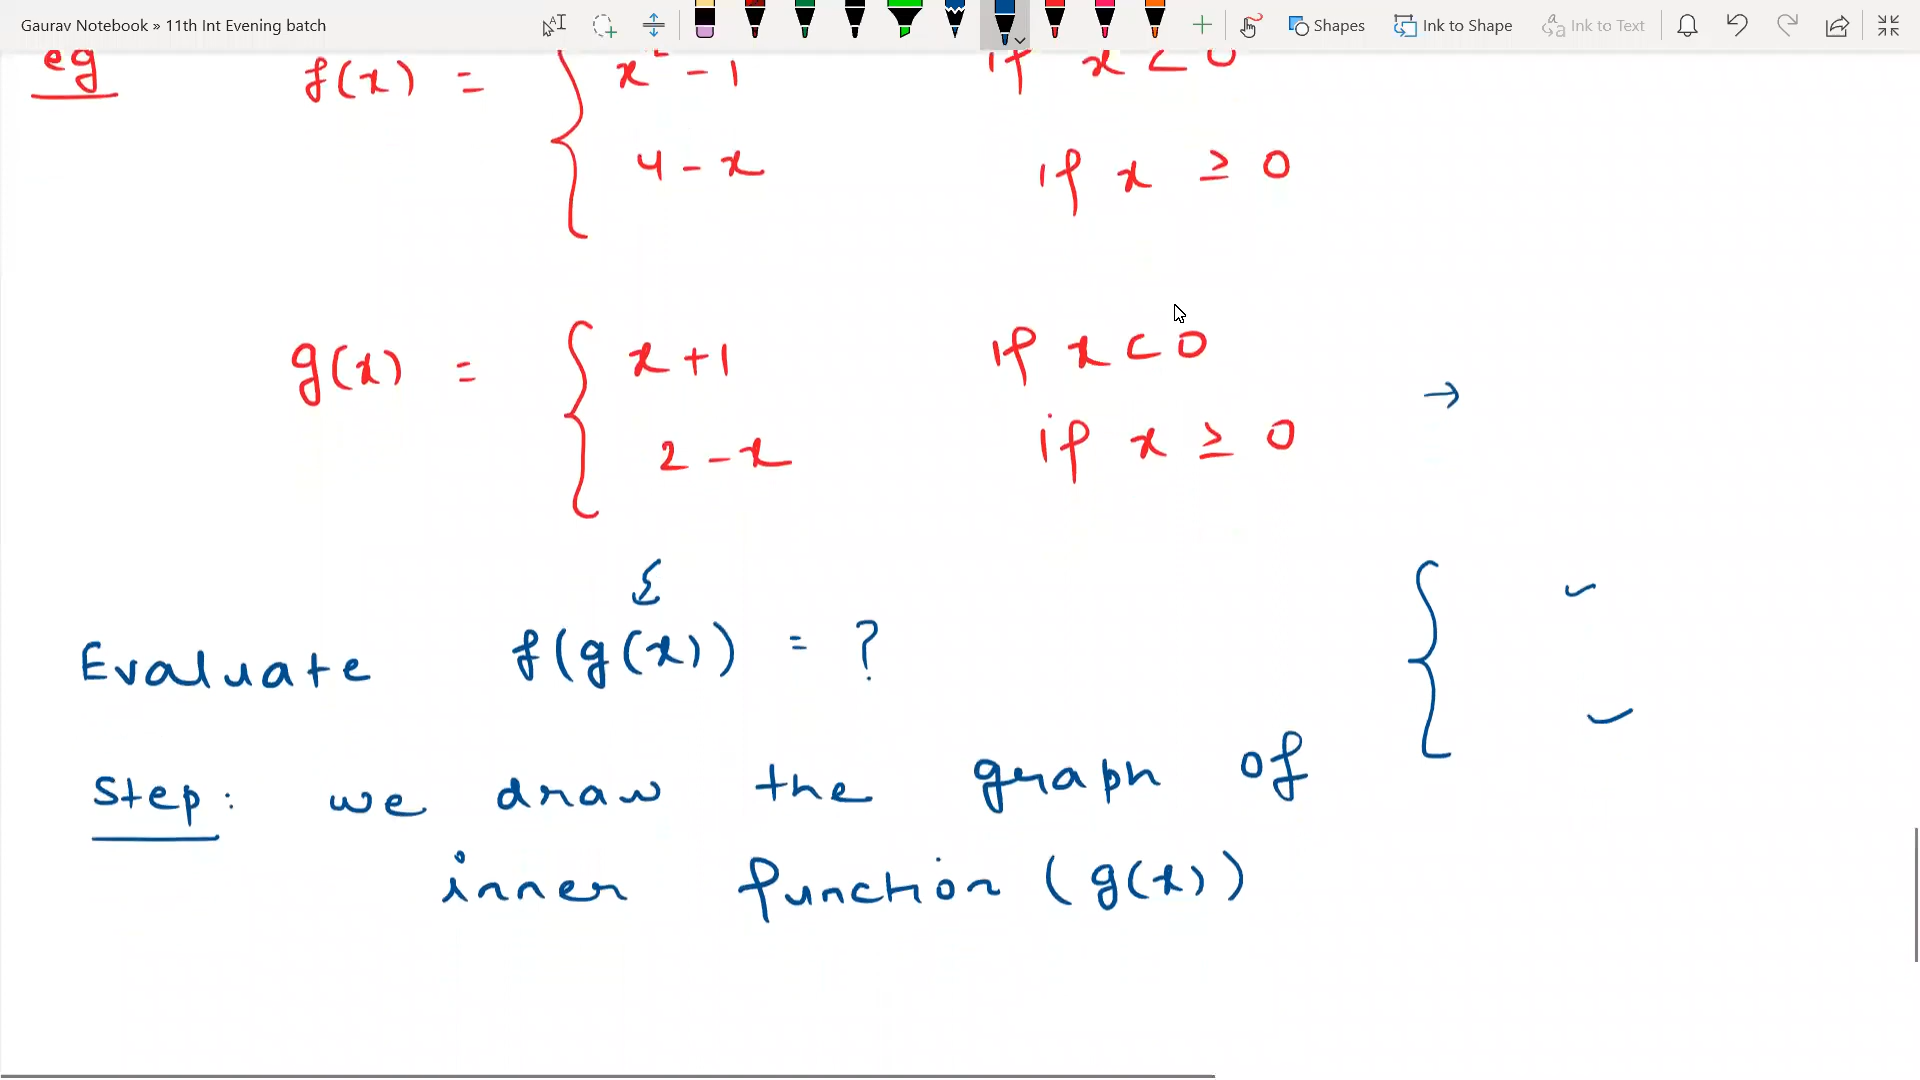 Gaurav Notebook » 11th Int Evening batch
Shapes
Ink to Shape
Ink to Text
eg f(x) = { x² - 1 if x < 0
4 - x if x ≥ 0
g(x) = { x + 1 if x < 0
2 - x if x ≥ 0
→
Evaluate f(g(x)) = ?
Step: we draw the graph of
inner function (g(x))